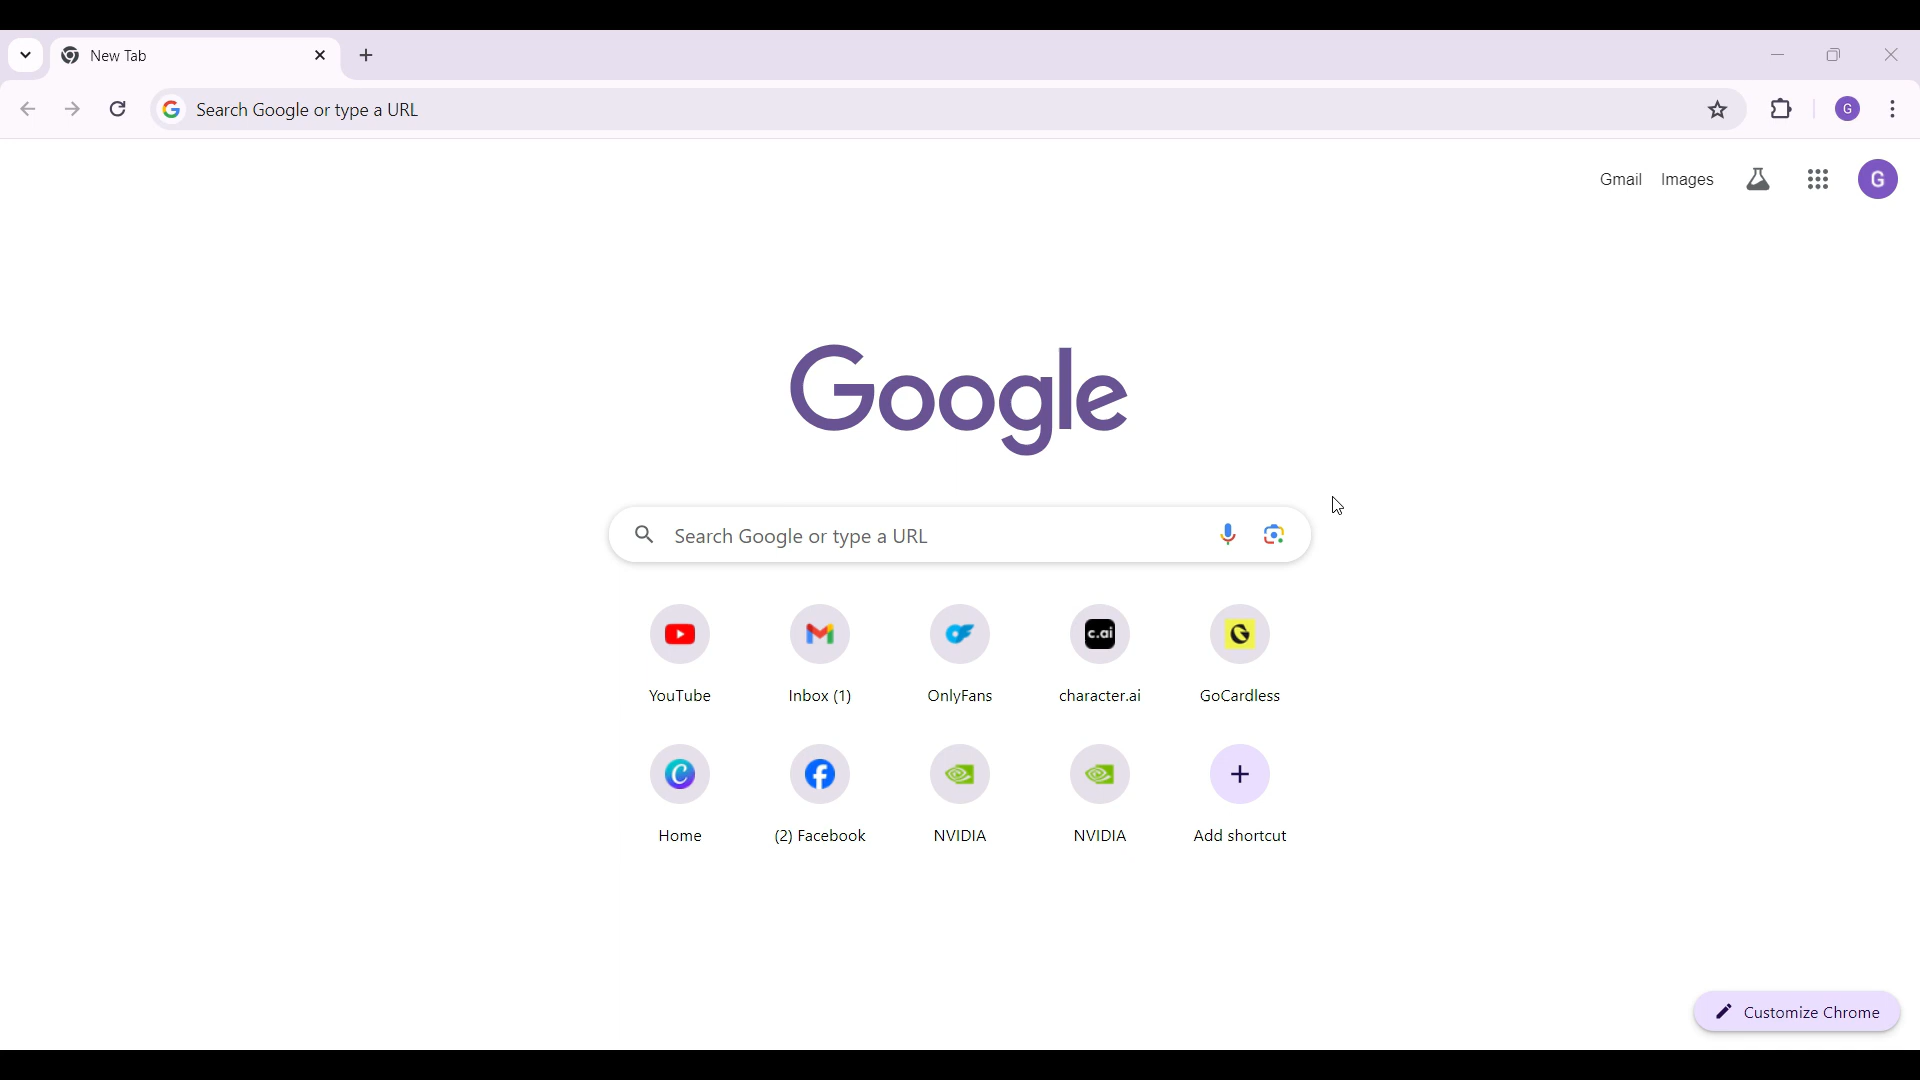 New Tab
Search Google or type a URL
G
Gmail Images
G
Google
Search Google or type a URL
c.ai
YouTube
Inbox (1)
OnlyFans
character.ai
GoCardless
Home
(2) Facebook
NVIDIA
NVIDIA
Add shortcut
Customize Chrome